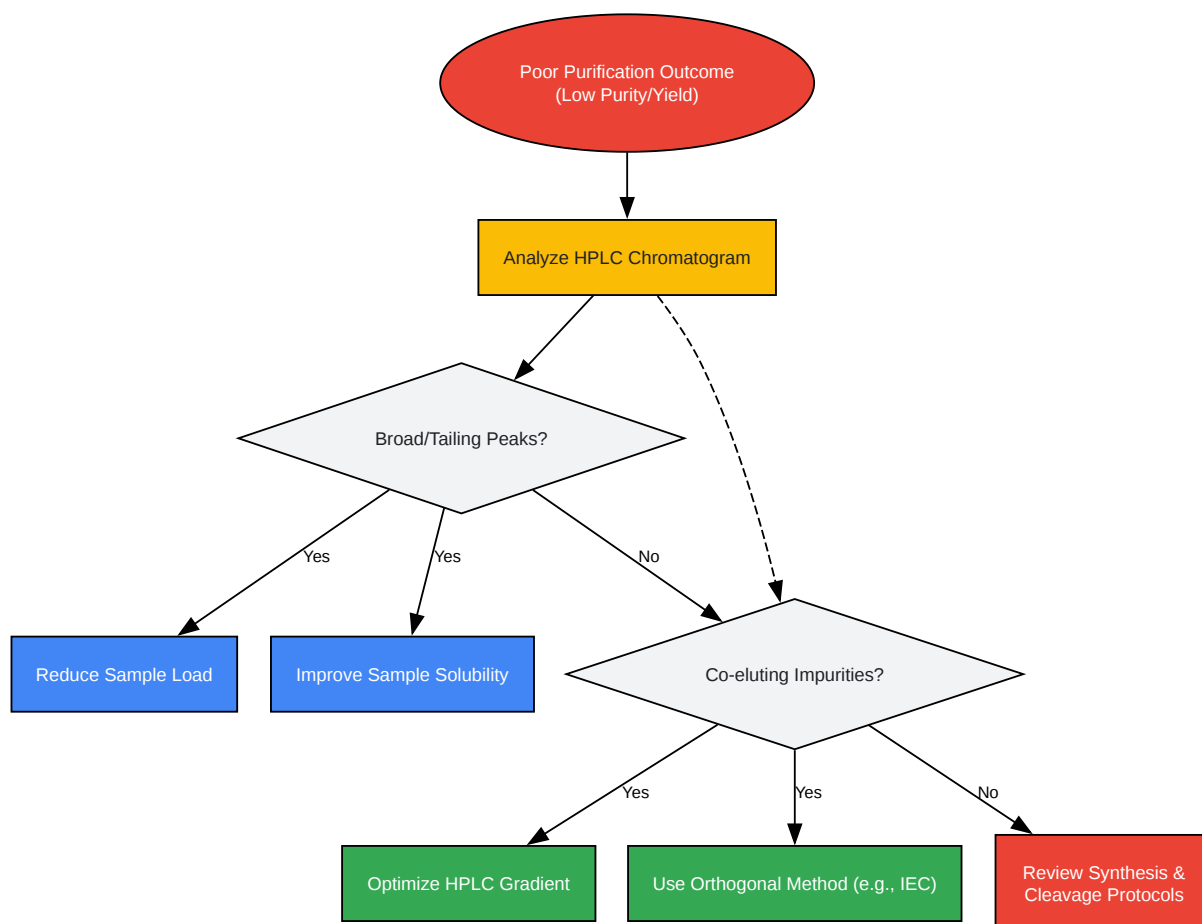 Poor Purification Outcome
(Low Purity/Yield)
Analyze HPLC Chromatogram
Broad/Tailing Peaks?
Yes
Yes
No
Reduce Sample Load
Improve Sample Solubility
Co-eluting Impurities?
Yes
Yes
No
Optimize HPLC Gradient
Use Orthogonal Method (e.g., IEC)
Review Synthesis &
Cleavage Protocols